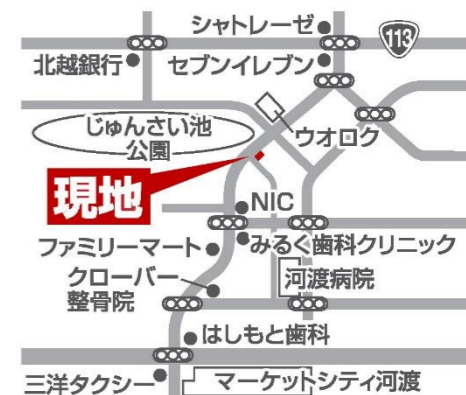 シャトレーゼ
113
北越銀行
セブンイレブン
じゅんさい池
公園
ウオロク
現地
NIC
ファミリーマート
みるく歯科クリニック
クローバー
整骨院
河渡病院
はしもと歯科
三洋タクシー
マーケットシティ河渡